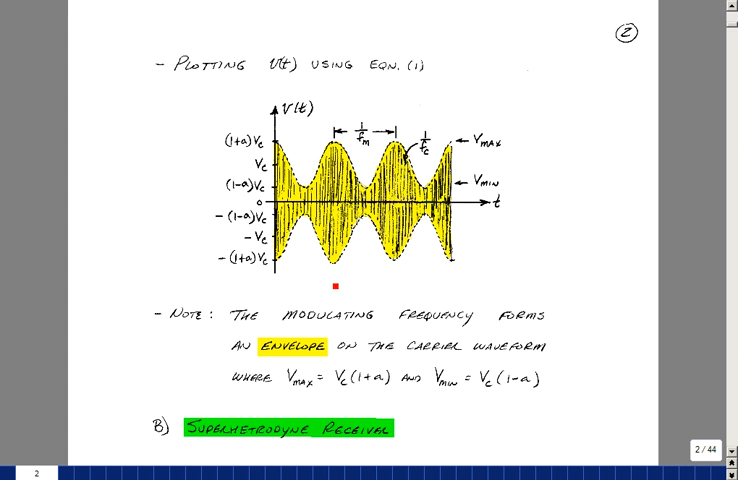 2
- PLOTTING V(t) USING EQN. (1)
V(t)
1/fm
1/fc
(1+a)Vc
VMAX
Vc
(1-a)Vc
VMIN
0
t
-(1-a)Vc
-Vc
-(1+a)Vc
- NOTE: THE MODULATING FREQUENCY FORMS
AN ENVELOPE ON THE CARRIER WAVEFORM
WHERE VMAX = Vc(1+a) AND VMIN = Vc(1-a)
B) SUPERHETRODYNE RECEIVER
2 / 44
2